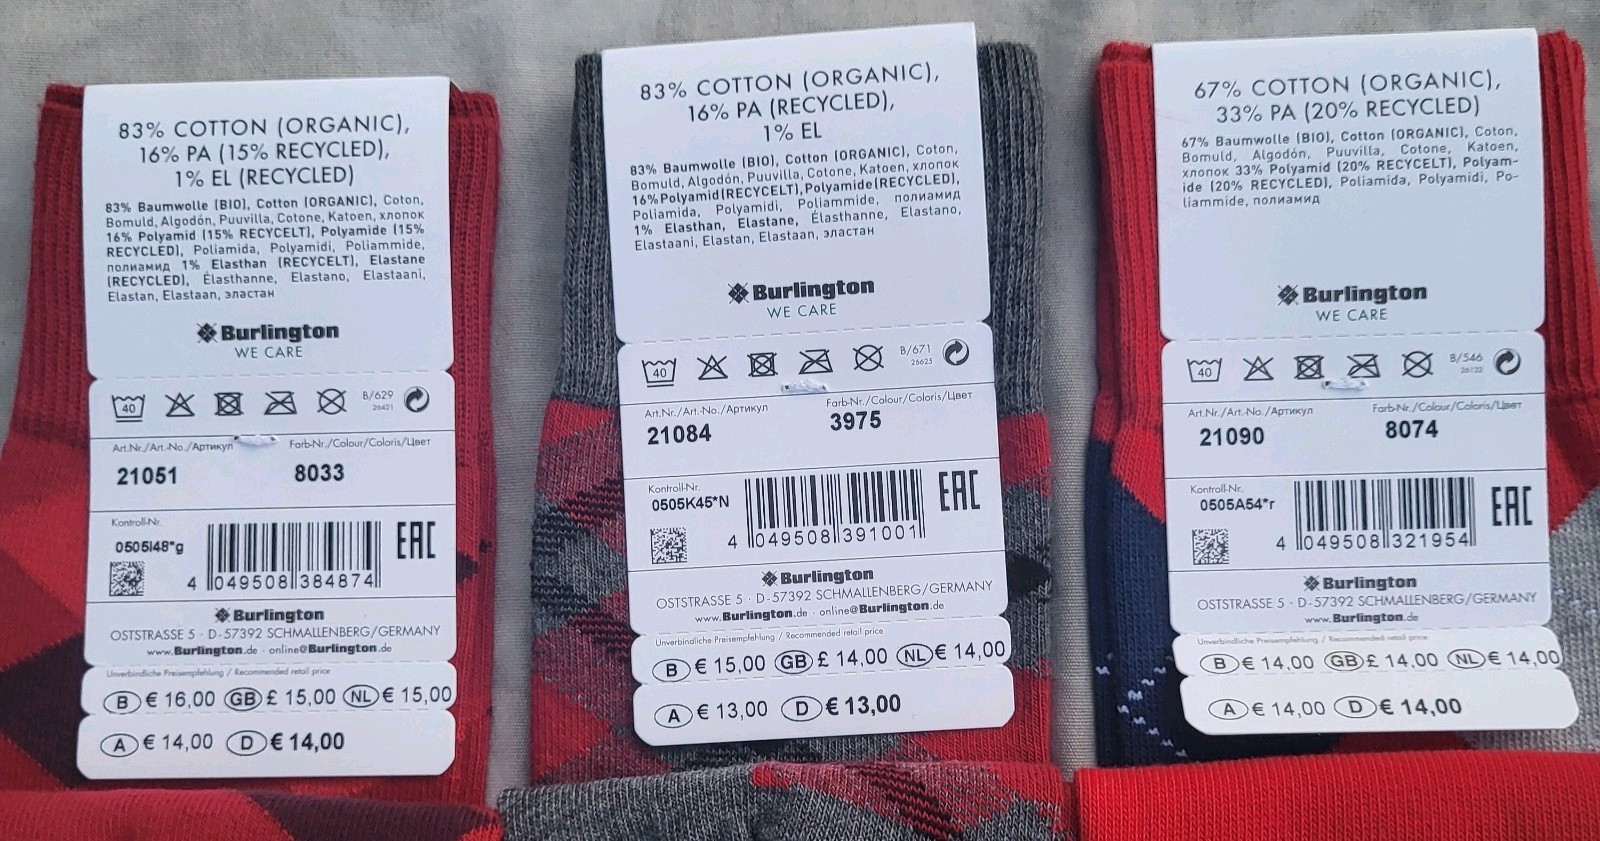 83% COTTON (ORGANIC),
16% PA (15% RECYCLED),
1% EL (RECYCLED)
83% Baumwolle (BIO), Cotton (ORGANIC), Coton,
Bomuld, Algodón, Puuvilla, Cotone, Katoen, хлопок
16% Polyamid (15% RECYCELT), Polyamide (15%
RECYCLED), Poliamida, Polyamidi, Poliammide,
полиамид 1% Elasthan (RECYCELT), Elastane
(RECYCLED), Élasthanne, Elastano, Elastaani,
Elastan, Elastaan, эластан
Burlington
WE CARE
40
B/629
26421
Art.Nr./Art.-No./Артикул
Farb-Nr./Colour/Coloris/Цвет
21051
8033
Kontroll-Nr.
0505I48*g
EAC
4 049508 384874
Burlington
OSTSTRASSE 5 · D-57392 SCHMALLENBERG/GERMANY
www.Burlington.de · online@Burlington.de
Unverbindliche Preisempfehlung / Recommended retail price
B € 16,00 GB £ 15,00 NL € 15,00
A € 14,00 D € 14,00
83% COTTON (ORGANIC),
16% PA (RECYCLED),
1% EL
83% Baumwolle (BIO), Cotton (ORGANIC), Coton,
Bomuld, Algodón, Puuvilla, Cotone, Katoen, хлопок
16% Polyamid (RECYCELT), Polyamide (RECYCLED),
Poliamida, Polyamidi, Poliammide, полиамид
1% Elasthan, Elastane, Élasthanne, Elastano,
Elastaani, Elastan, Elastaan, эластан
Burlington
WE CARE
40
B/671
26625
Art.Nr./Art.-No./Артикул
Farb-Nr./Colour/Coloris/Цвет
21084
3975
Kontroll-Nr.
0505K45*N
EAC
4 049508 391001
Burlington
OSTSTRASSE 5 · D-57392 SCHMALLENBERG/GERMANY
www.Burlington.de · online@Burlington.de
Unverbindliche Preisempfehlung / Recommended retail price
B € 15,00 GB £ 14,00 NL € 14,00
A € 13,00 D € 13,00
67% COTTON (ORGANIC),
33% PA (20% RECYCLED)
67% Baumwolle (BIO), Cotton (ORGANIC), Coton,
Bomuld, Algodón, Puuvilla, Cotone, Katoen,
хлопок 33% Polyamid (20% RECYCELT), Polyam-
ide (20% RECYCLED), Poliamida, Polyamidi, Po-
liammide, полиамид
Burlington
WE CARE
40
B/546
Art.Nr./Art.-No./Артикул
Farb-Nr./Colour/Coloris/Цвет
21090
8074
Kontroll-Nr.
0505A54*r
EAC
4 049508 321954
Burlington
OSTSTRASSE 5 · D-57392 SCHMALLENBERG/GERMANY
www.Burlington.de
Unverbindliche Preisempfehlung / Recommended retail price
B € 14,00 GB £ 14,00 NL € 14,00
A € 14,00 D € 14,00